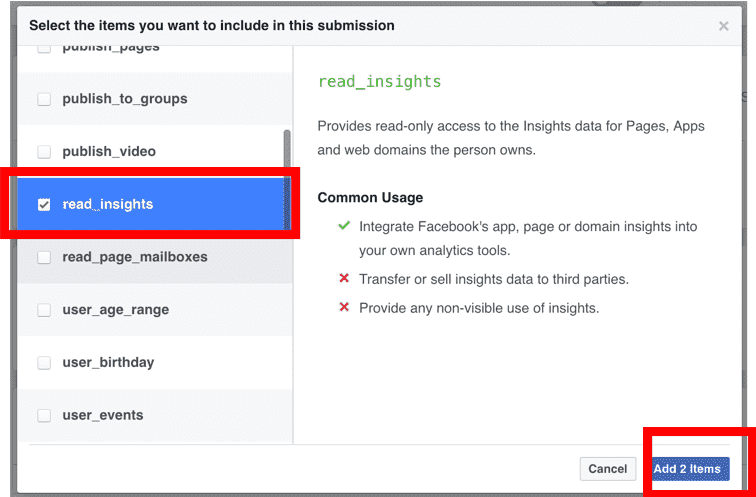 Select the items you want to include in this submission
publish_pages
publish_to_groups
publish_video
read_insights
read_page_mailboxes
user_age_range
user_birthday
user_events
read_insights
Provides read-only access to the Insights data for Pages, Apps
and web domains the person owns.
Common Usage
Integrate Facebook's app, page or domain insights into
your own analytics tools.
Transfer or sell insights data to third parties.
Provide any non-visible use of insights.
Cancel
Add 2 Items